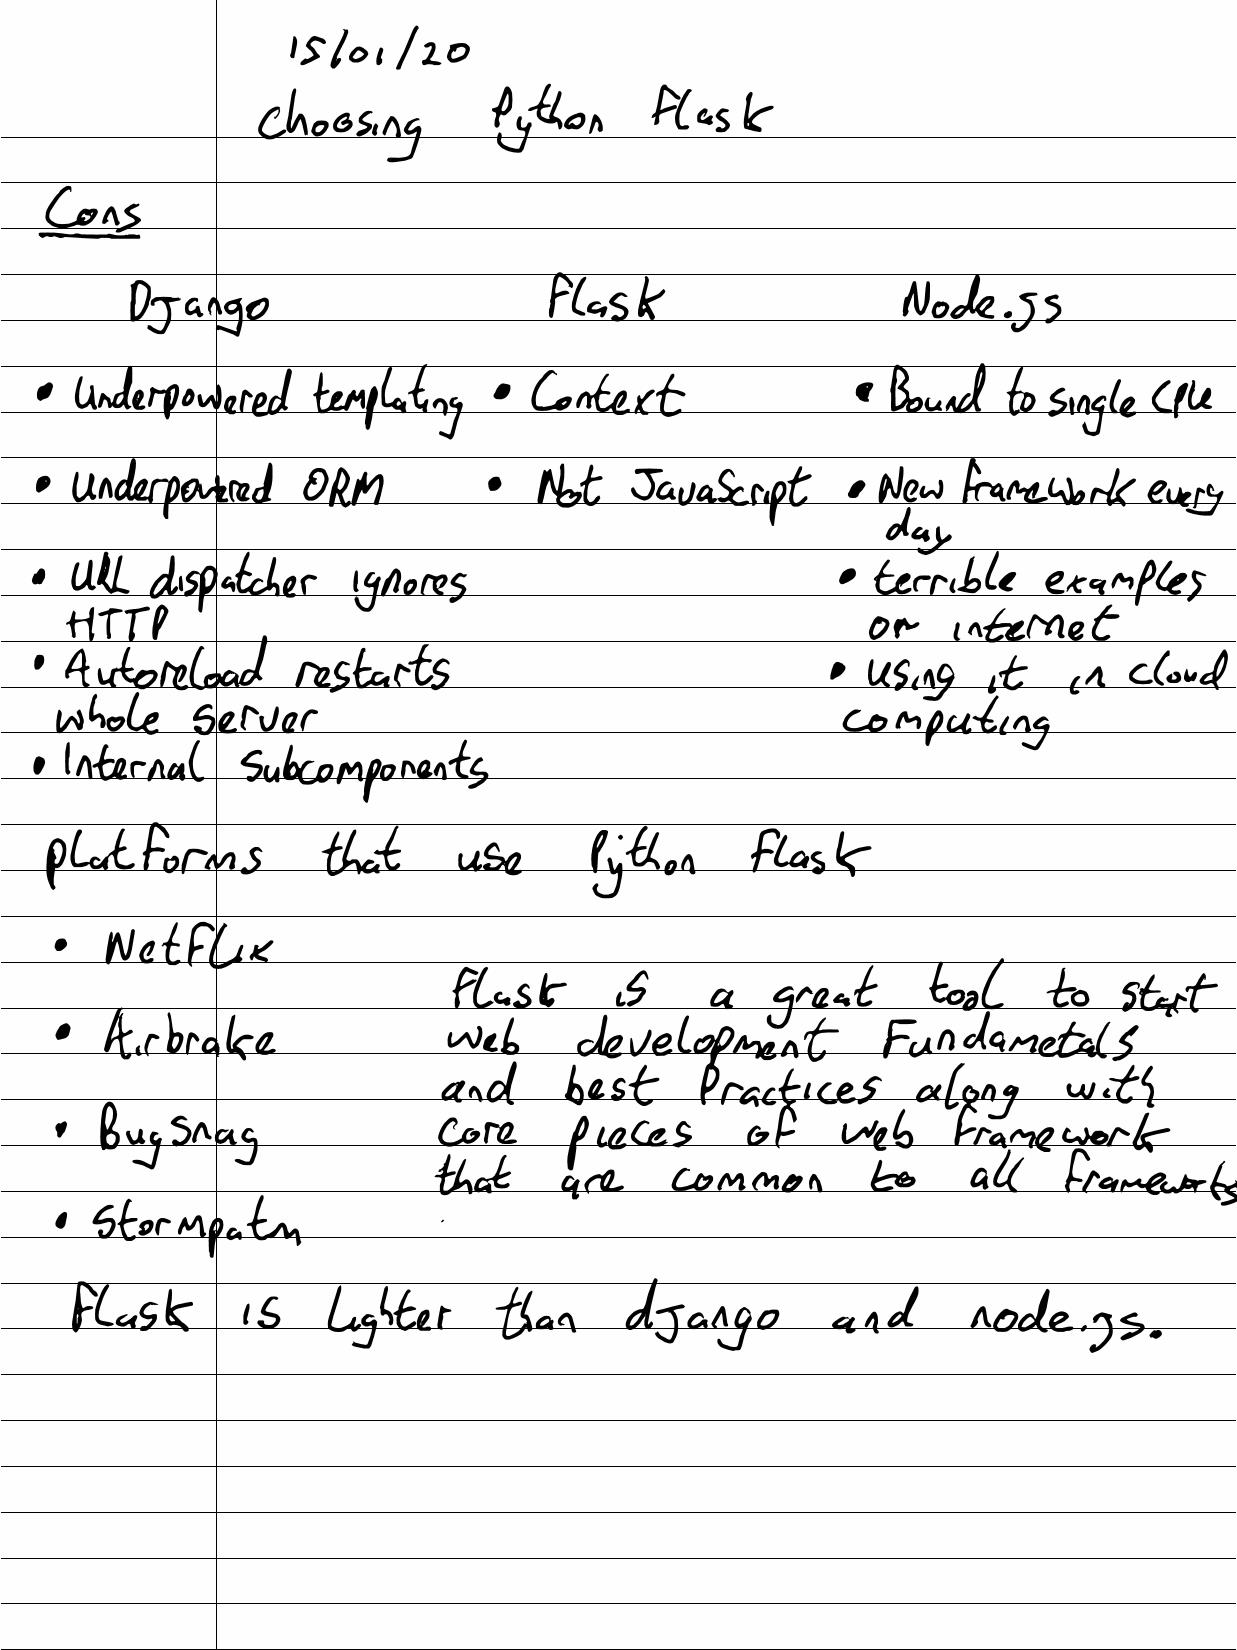 15/01/20
Choosing Python Flask
Cons
Django Flask Node.js
• Underpowered templating • Context • Bound to single CPU
• Underpowered ORM • Not JavaScript • New framework every
day
• URL dispatcher ignores • terrible examples
HTTP on internet
• Autoreload restarts • using it in cloud
whole server computing
• Internal Subcomponents
platforms that use Python Flask
• Netflix
Flask is a great tool to start
• Airbrake web development Fundametals
and best Practices along with
• BugSnag core pieces of web framework
that are common to all frameworks
• Stormpath
Flask is lighter than django and node.js.